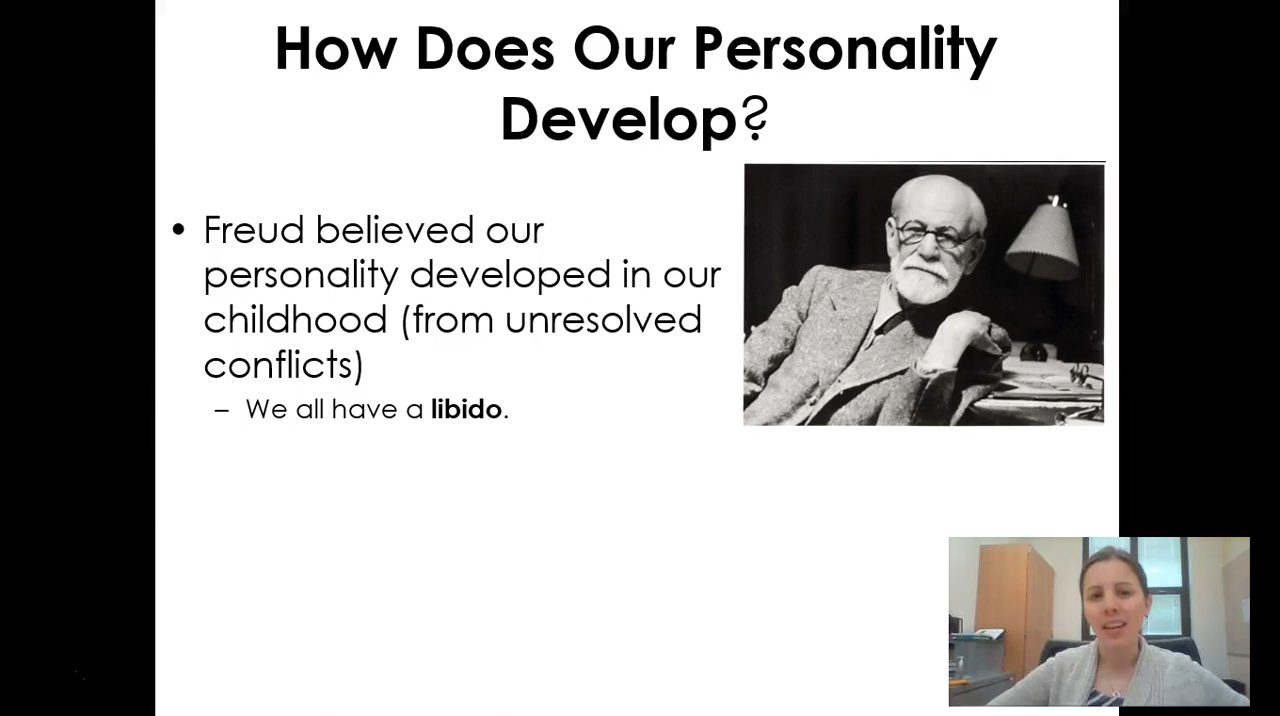 How Does Our Personality
Develop?
• Freud believed our
personality developed in our
childhood (from unresolved
conflicts)
– We all have a libido.